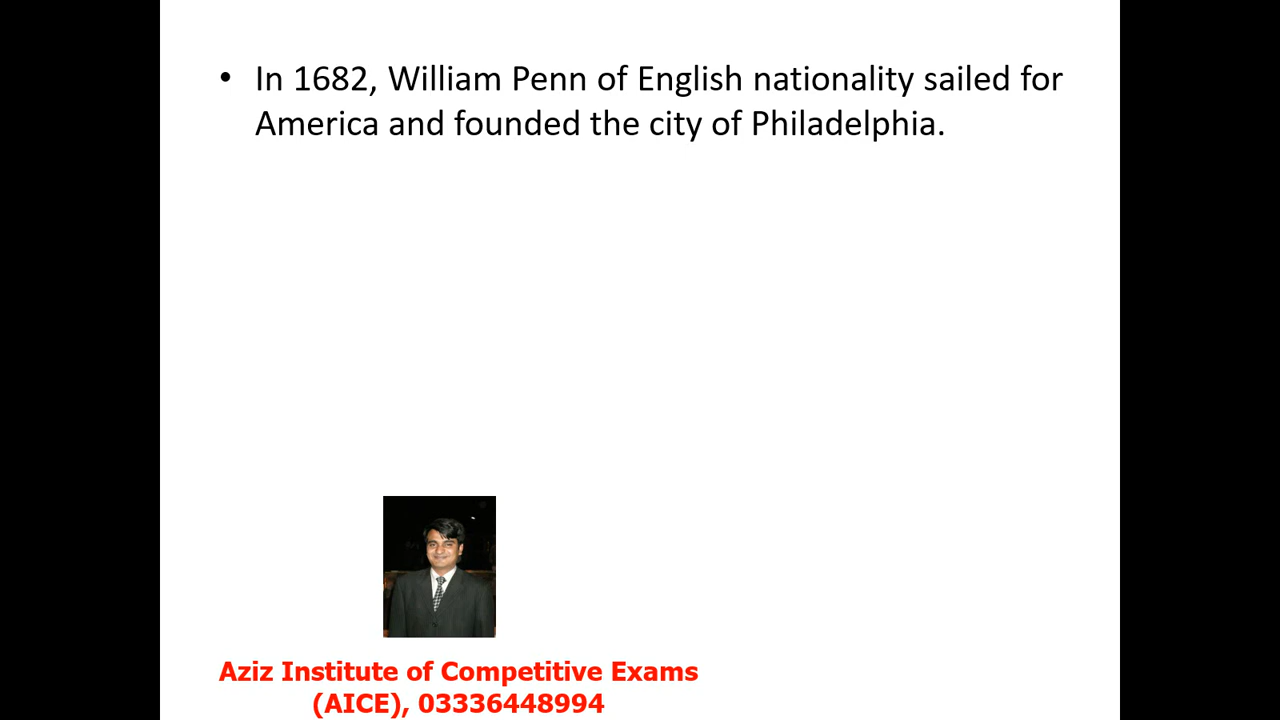 • In 1682, William Penn of English nationality sailed for
America and founded the city of Philadelphia.
Aziz Institute of Competitive Exams
(AICE), 03336448994